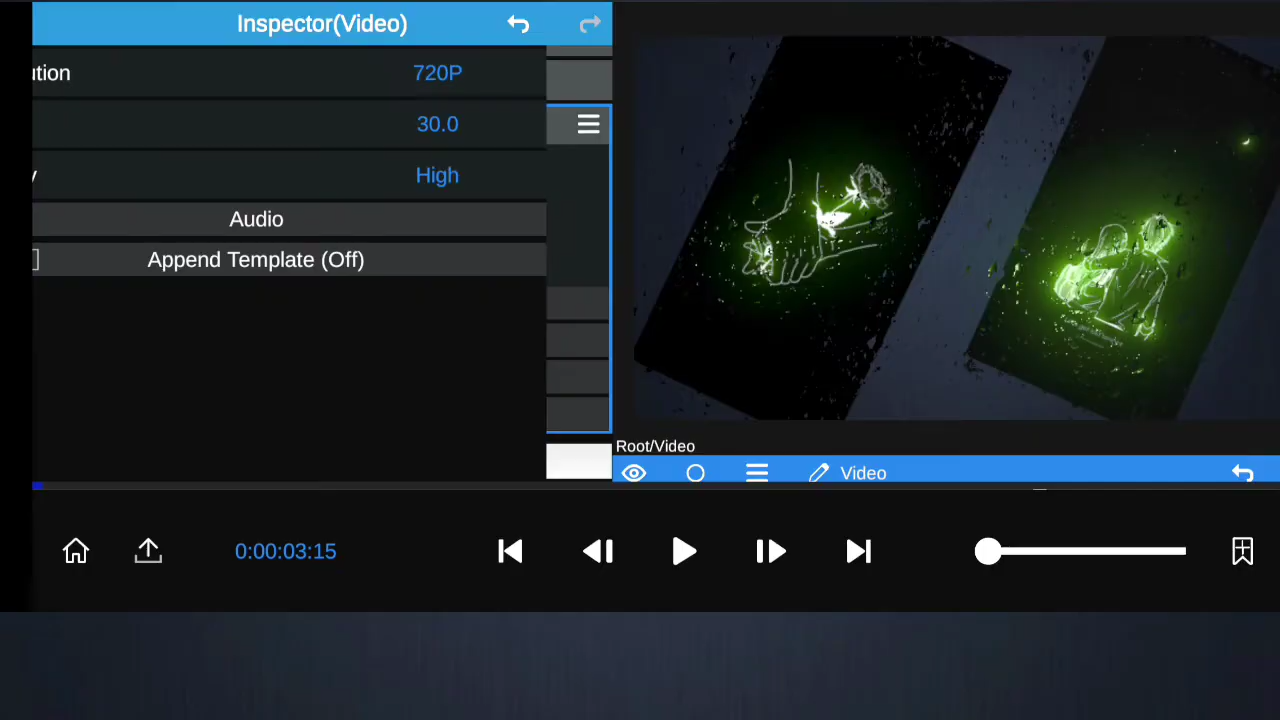 Inspector(Video)
ution
720P
30.0
y
High
Audio
Append Template (Off)
Root/Video
Video
0:00:03:15